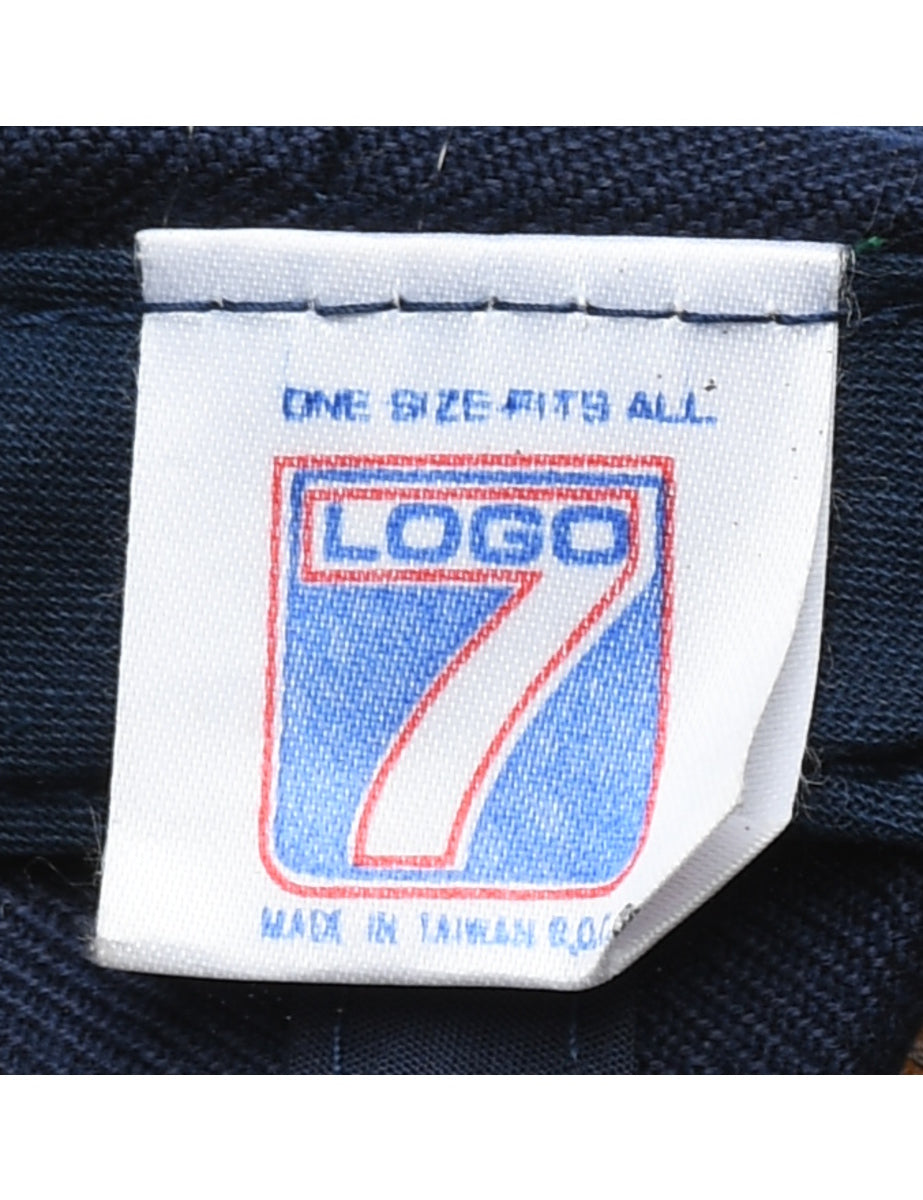 ONE SIZE FITS ALL
LOGO
7
MADE IN TAIWAN R.O.